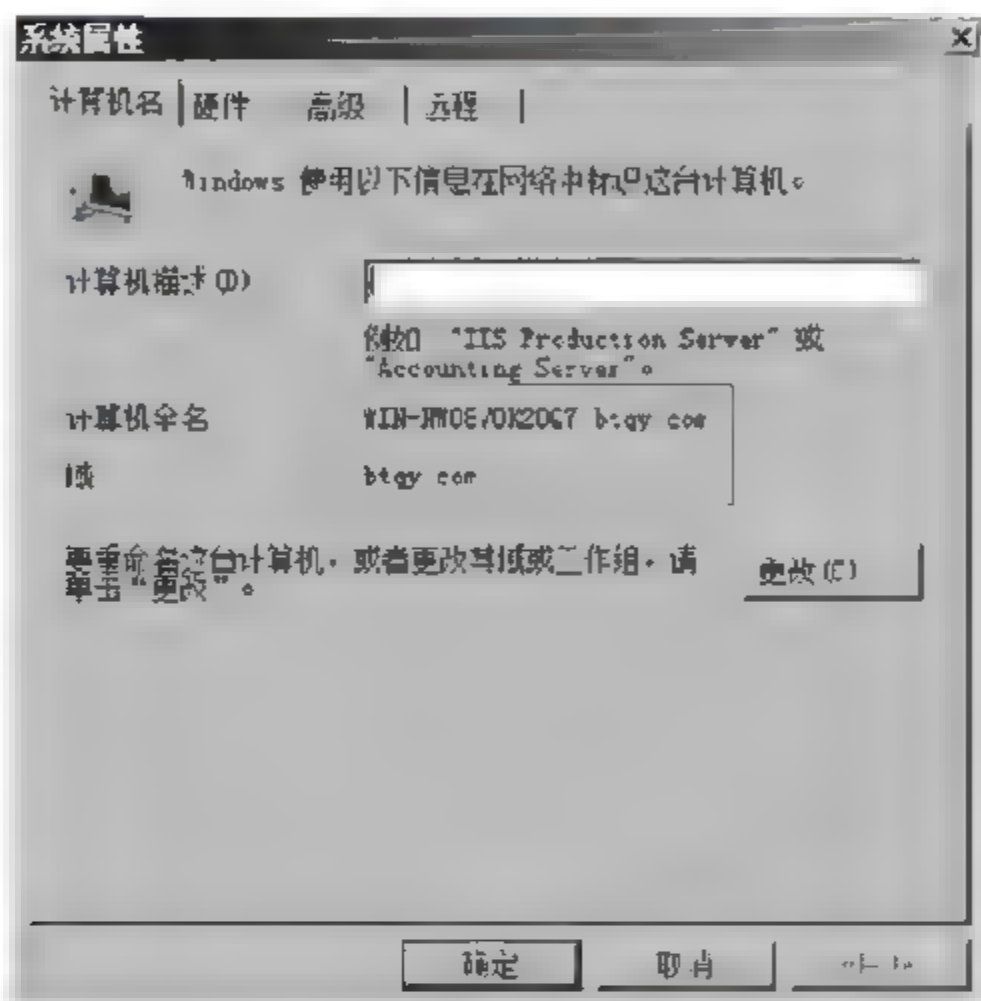 系统属性
计算机名 硬件 高级 远程
Windows 使用以下信息在网络中标识这台计算机。
计算机描述(D)
例如 "IIS Production Server" 或
"Accounting Server"。
计算机全名
btqy com
域 btqy com
要重命名这台计算机，或者更改其域或工作组，请
单击“更改”。
更改(C)
确定 取消